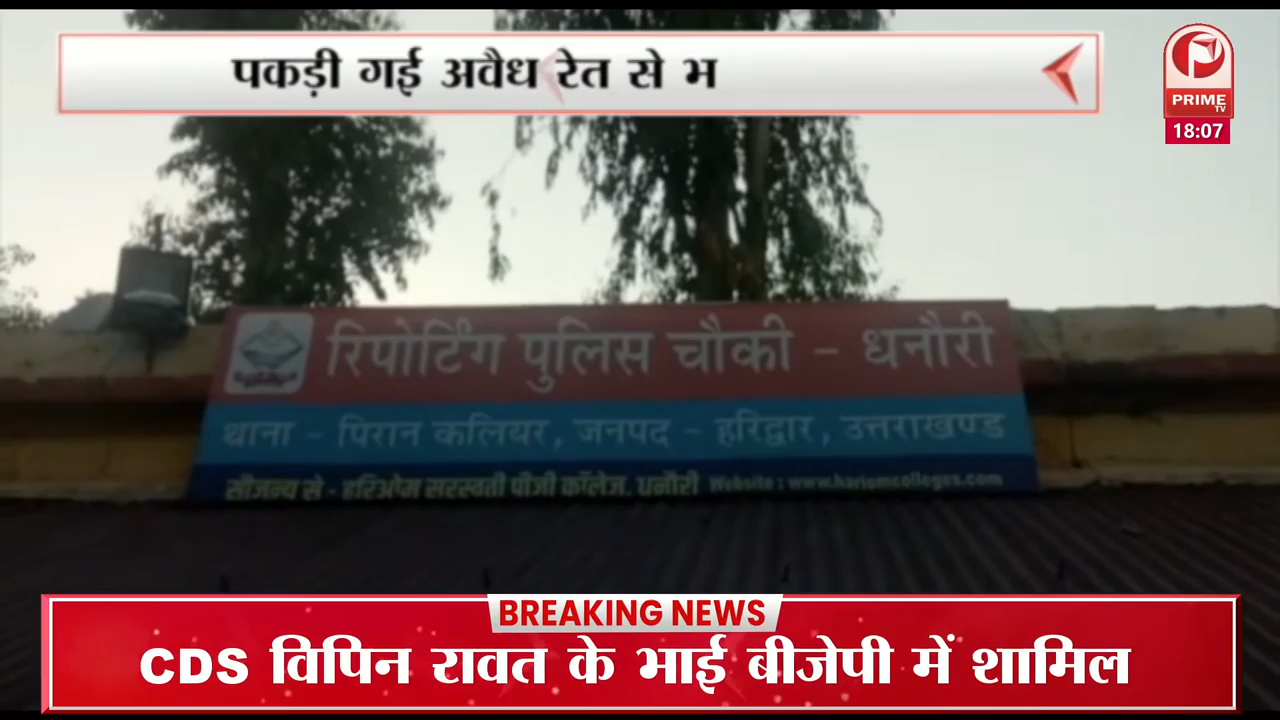 पकड़ी गई अवैध रेत से भ
PRIME
TV
18:07
रिपोर्टिंग पुलिस चौकी - धनौरी
थाना - पिरान कलियर, जनपद - हरिद्वार, उत्तराखण्ड
सौजन्य से - हरिओम सरस्वती पीजी कॉलेज, धनौरी Website : www.hariomcolleges.com
BREAKING NEWS
CDS विपिन रावत के भाई बीजेपी में शामिल